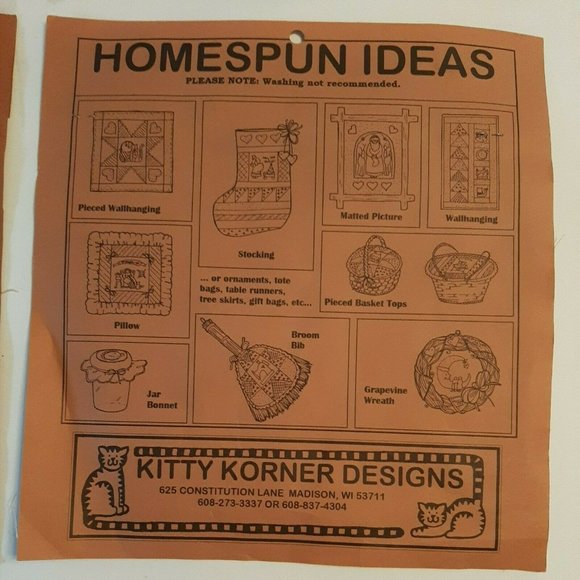 HOMESPUN IDEAS
PLEASE NOTE: Washing not recommended.
Pieced Wallhanging
Stocking
Matted Picture
Wallhanging
Pillow
... or ornaments, tote
bags, table runners,
tree skirts, gift bags, etc...
Pieced Basket Tops
Jar
Bonnet
Broom
Bib
Grapevine
Wreath
KITTY KORNER DESIGNS
625 CONSTITUTION LANE MADISON, WI 53711
608-273-3337 OR 608-837-4304